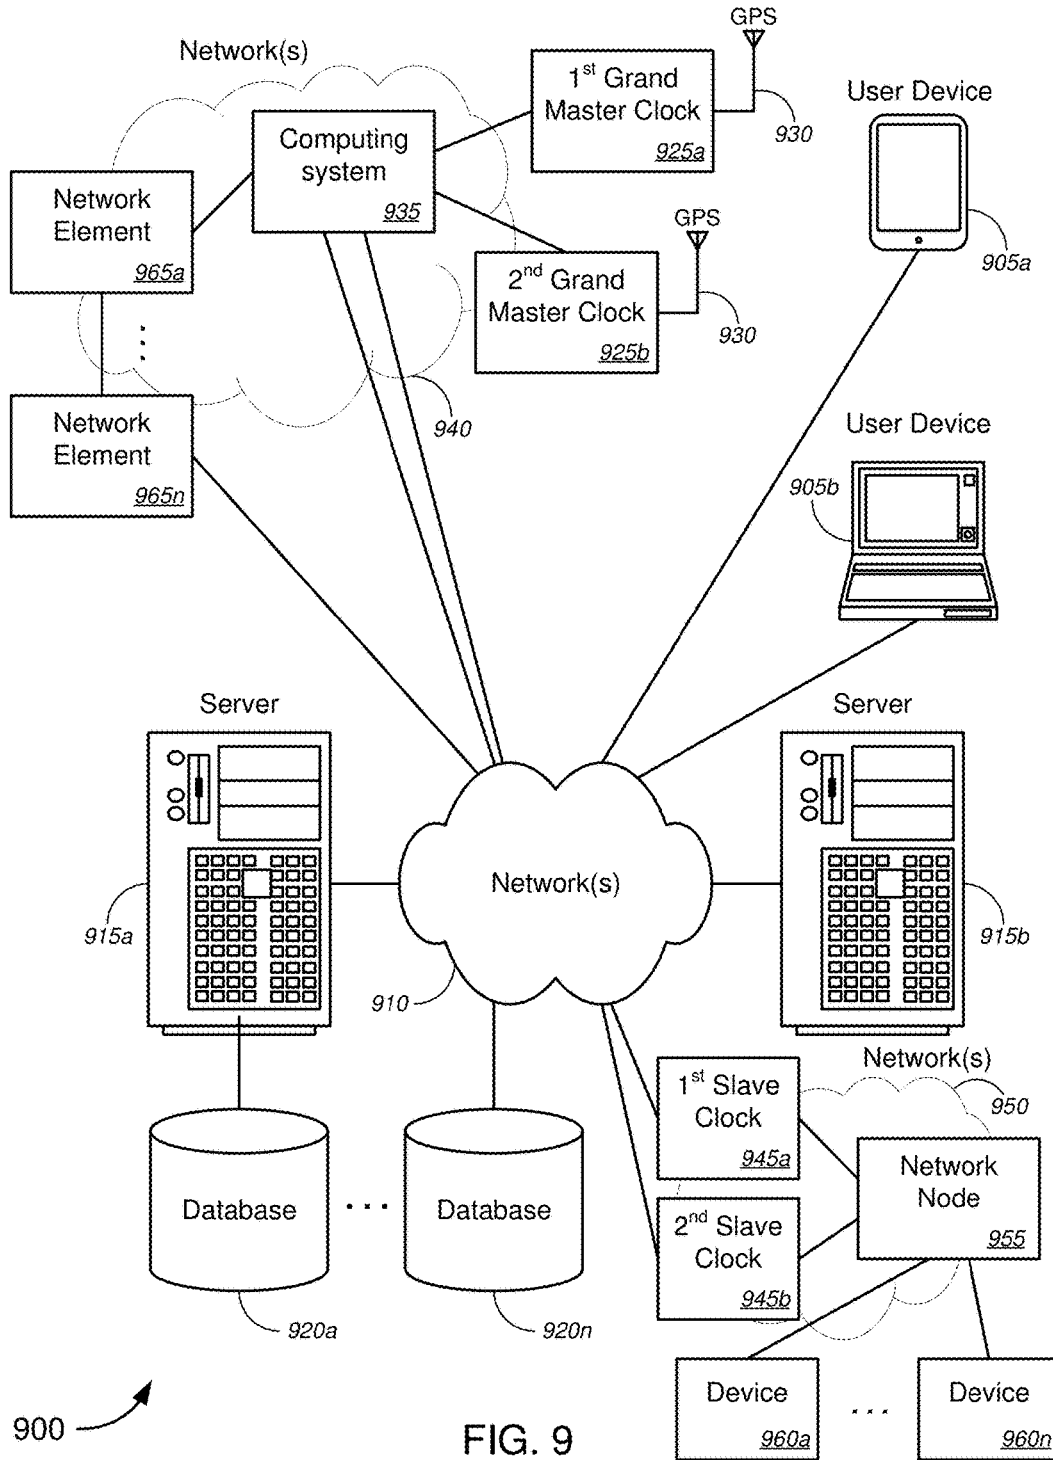 GPS
Network(s)
1st Grand
Master Clock
925a
930
Computing
system
935
User Device
905a
Network
Element
965a
GPS
2nd Grand
Master Clock
925b
930
Network
Element
965n
940
User Device
905b
Server
915a
Server
915b
Network(s)
910
Database
920a
. . .
Database
920n
Network(s)
950
1st Slave
Clock
945a
2nd Slave
Clock
945b
Network
Node
955
Device
960a
. . .
Device
960n
900
FIG. 9